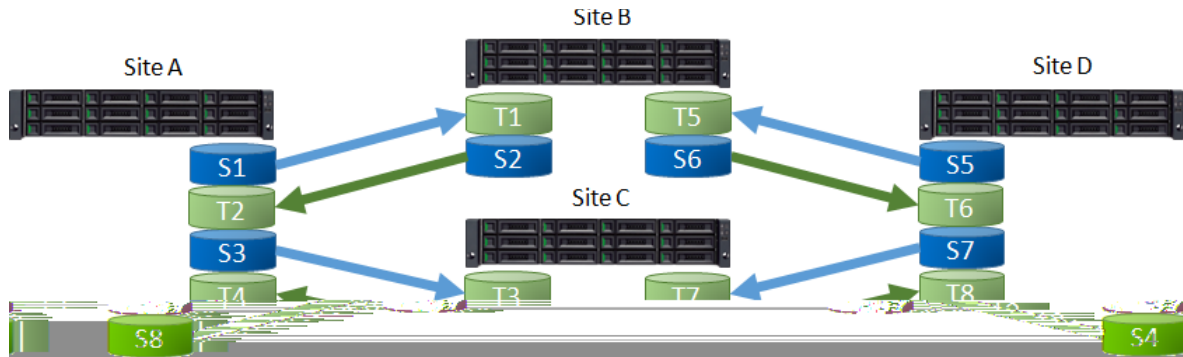 Site B
Site A
Site D
T1
T5
S1
S2
S6
S5
T2
T6
Site C
S3
S7
T4
T3
T7
T8
S8
S4